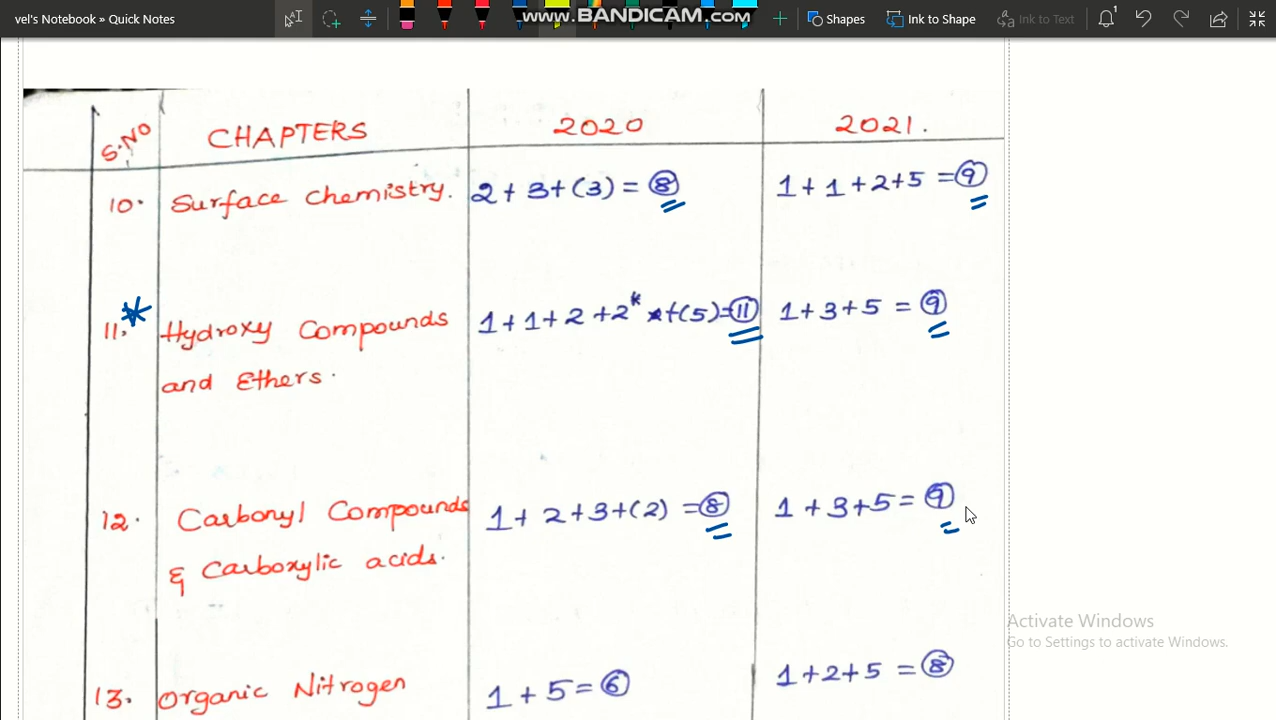 vel's Notebook » Quick Notes
www.BANDICAM.com
Shapes
Ink to Shape
Ink to Text
1
S.NO CHAPTERS 2020 2021.
10. Surface Chemistry. 2 + 3 + (3) = 8 1 + 1 + 2 + 5 = 9
11. * Hydroxy Compounds 1 + 1 + 2 + 2* + (5) = 11 1 + 3 + 5 = 9
and Ethers.
12. Carbonyl Compounds 1 + 2 + 3 + (2) = 8 1 + 3 + 5 = 9
& Carboxylic acids.
13. Organic Nitrogen 1 + 5 = 6 1 + 2 + 5 = 8
Activate Windows
Go to Settings to activate Windows.